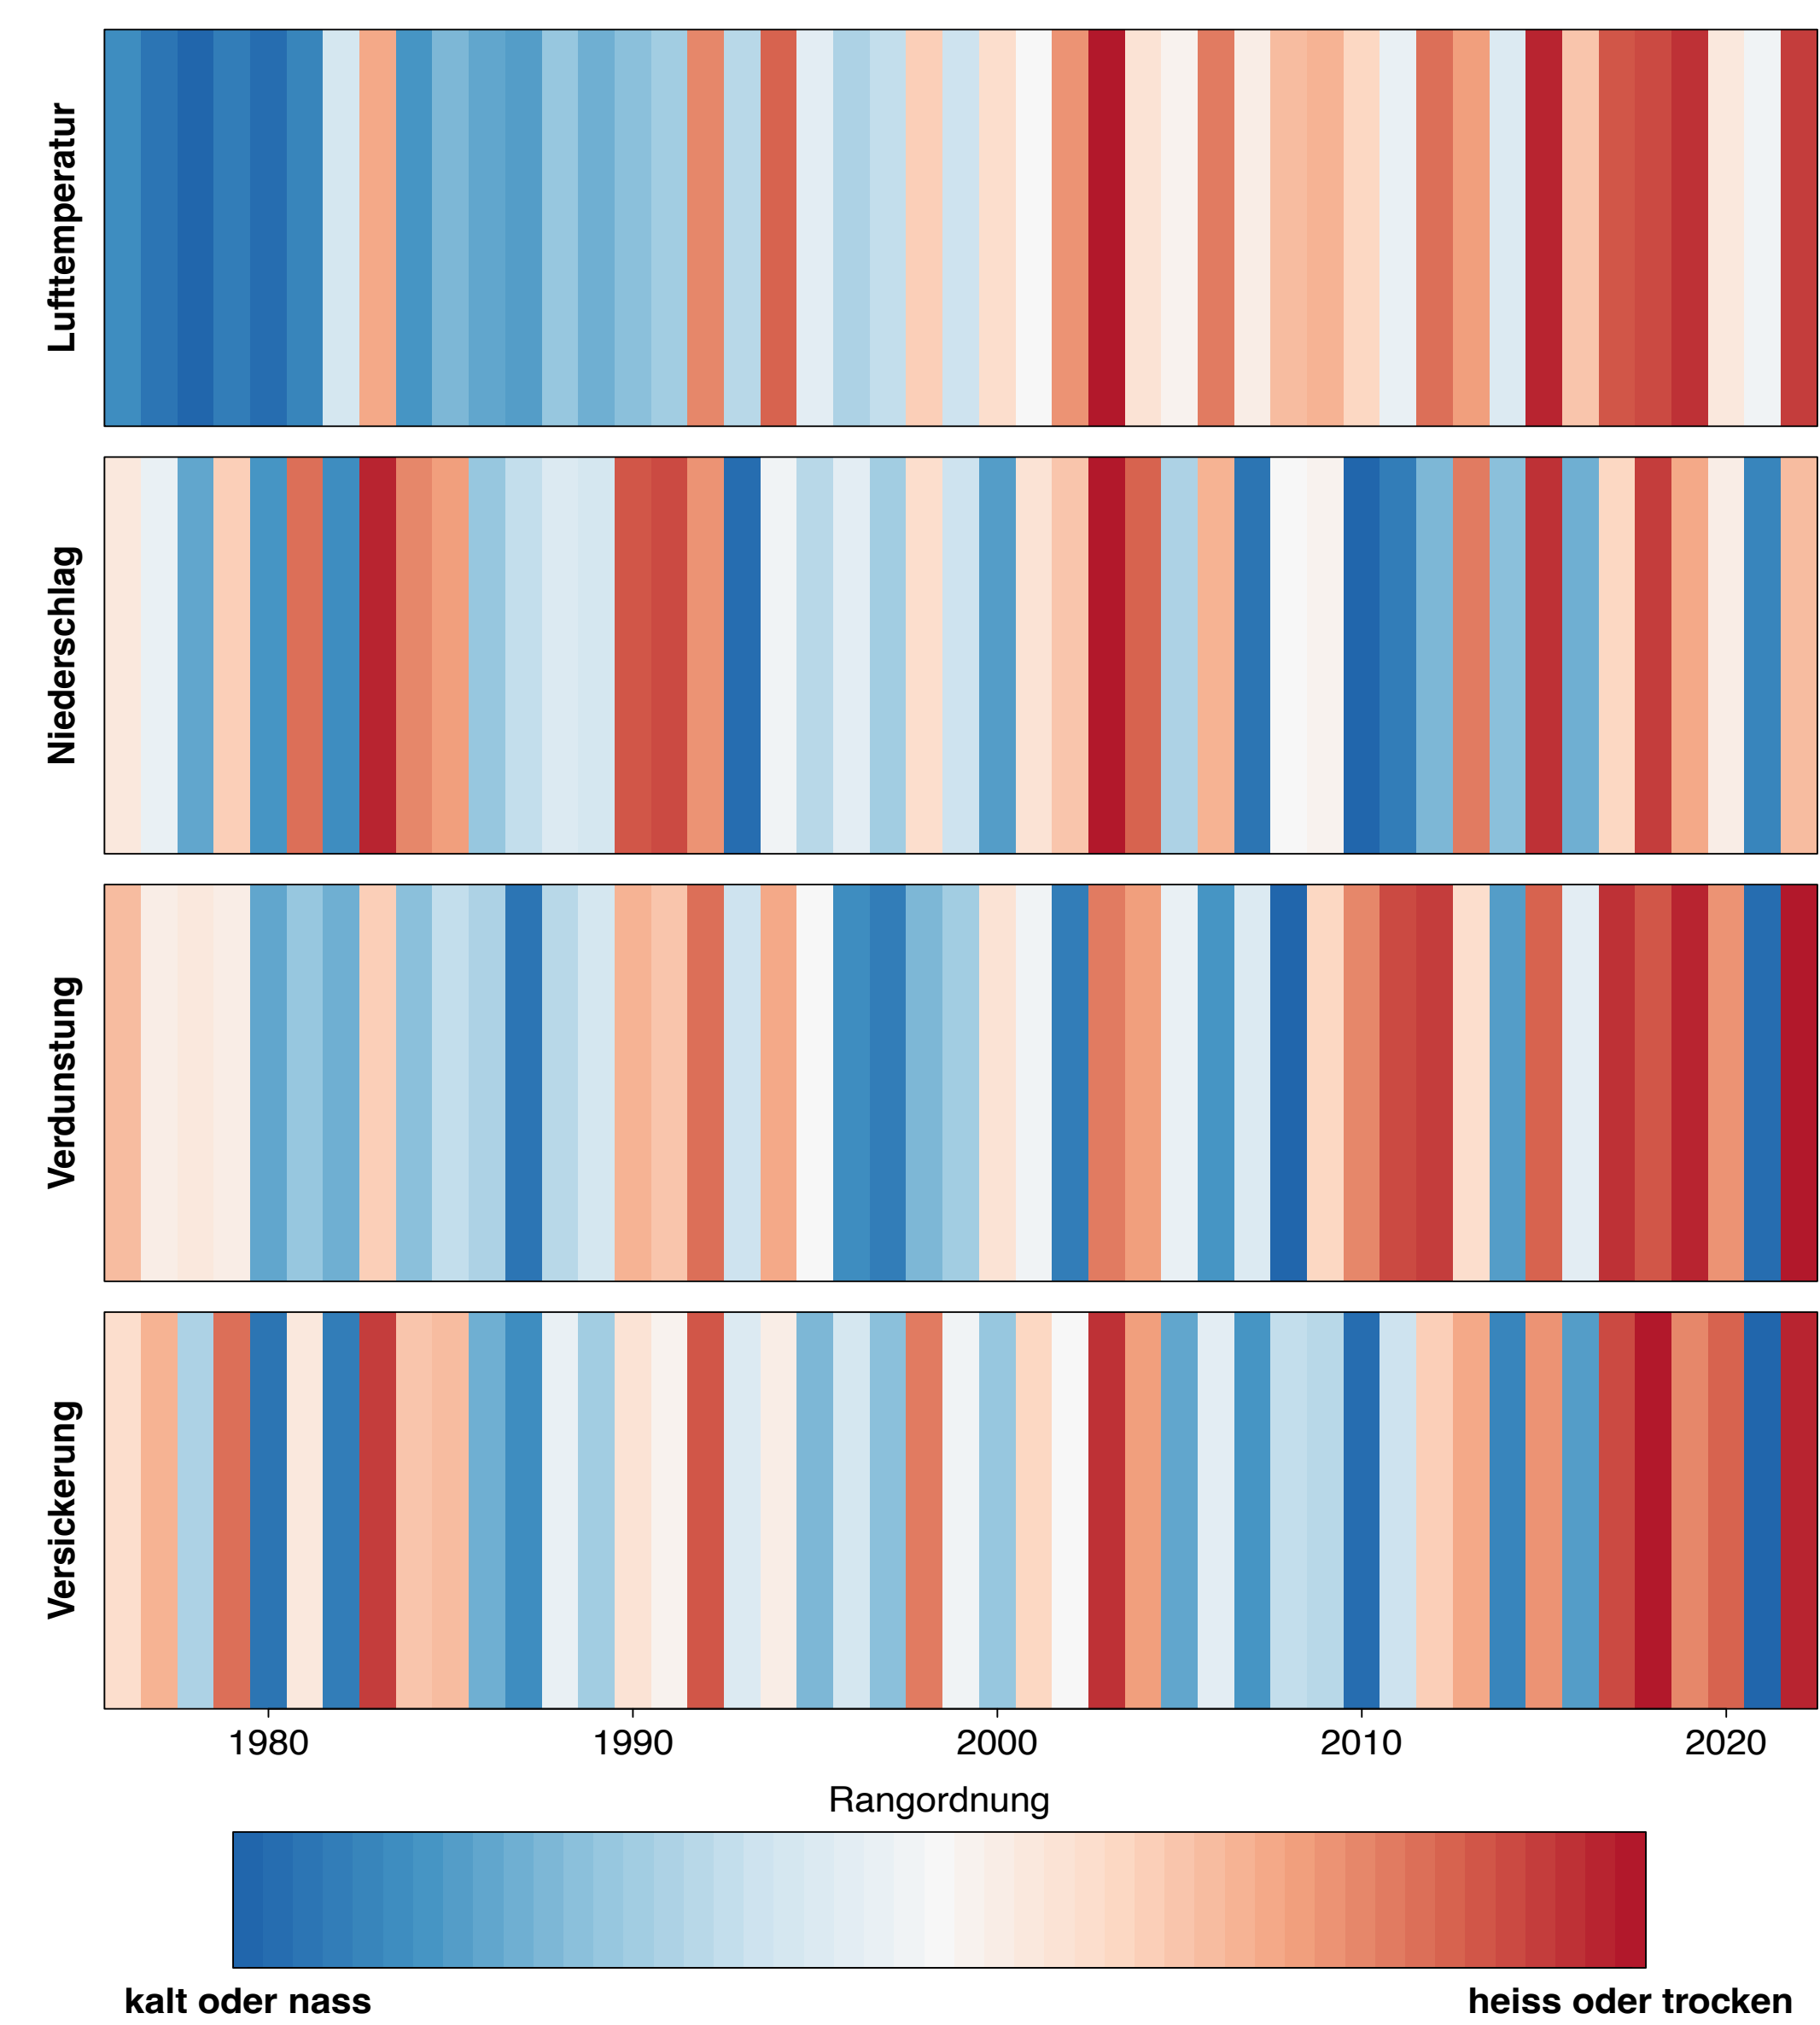 Lufttemperatur
Niederschlag
Verdunstung
Versickerung
1980 1990 2000 2010 2020
Rangordnung
kalt oder nass heiss oder trocken